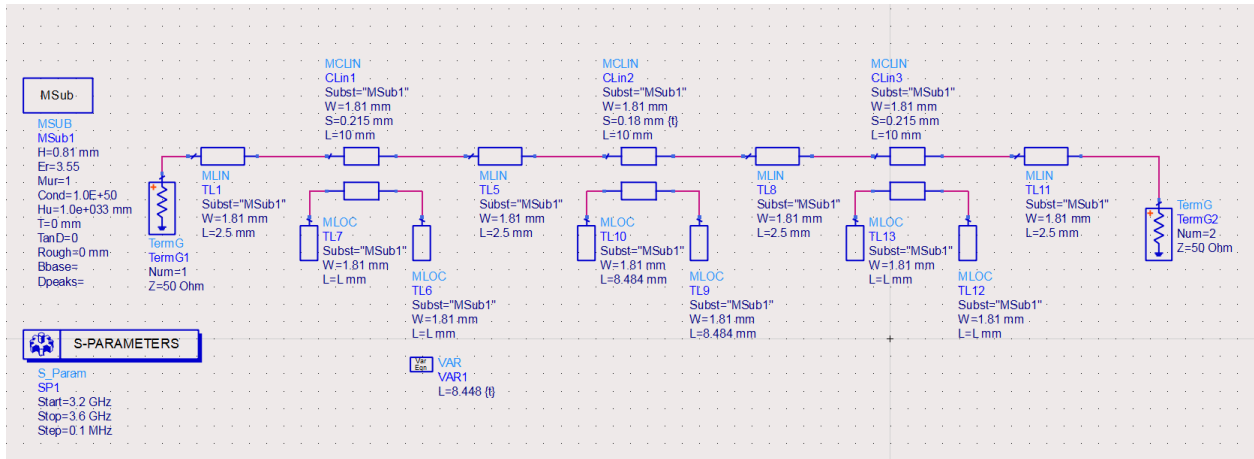 MSub
MSUB
MSub1
H=0.81 mm
Er=3.55
Mur=1
Cond=1.0E+50
Hu=1.0e+033 mm
T=0 mm
TanD=0
Rough=0 mm
Bbase=
Dpeaks=
TermG
TermG1
Num=1
Z=50 Ohm
MLIN
TL1
Subst="MSub1"
W=1.81 mm
L=2.5 mm
MCLIN
CLin1
Subst="MSub1"
W=1.81 mm
S=0.215 mm
L=10 mm
MLOC
TL7
Subst="MSub1"
W=1.81 mm
L=L mm
MLOC
TL6
Subst="MSub1"
W=1.81 mm
L=L mm
MLIN
TL5
Subst="MSub1"
W=1.81 mm
L=2.5 mm
MCLIN
CLin2
Subst="MSub1"
W=1.81 mm
S=0.18 mm {t}
L=10 mm
MLOC
TL10
Subst="MSub1"
W=1.81 mm
L=8.484 mm
MLOC
TL9
Subst="MSub1"
W=1.81 mm
L=8.484 mm
MLIN
TL8
Subst="MSub1"
W=1.81 mm
L=2.5 mm
MCLIN
CLin3
Subst="MSub1"
W=1.81 mm
S=0.215 mm
L=10 mm
MLOC
TL13
Subst="MSub1"
W=1.81 mm
L=L mm
MLOC
TL12
Subst="MSub1"
W=1.81 mm
L=L mm
MLIN
TL11
Subst="MSub1"
W=1.81 mm
L=2.5 mm
TermG
TermG2
Num=2
Z=50 Ohm
S-PARAMETERS
S_Param
SP1
Start=3.2 GHz
Stop=3.6 GHz
Step=0.1 MHz
Var
Eqn
VAR
VAR1
L=8.448 {t}